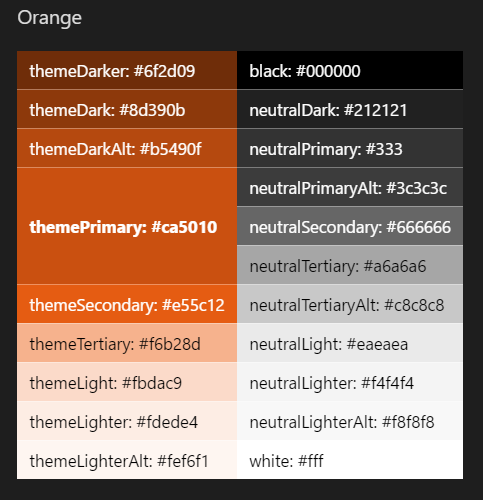 Orange
themeDarker: #6f2d09
black: #000000
themeDark: #8d390b
neutralDark: #212121
themeDarkAlt: #b5490f
neutralPrimary: #333
neutralPrimaryAlt: #3c3c3c
themePrimary: #ca5010
neutralSecondary: #666666
neutralTertiary: #a6a6a6
themeSecondary: #e55c12
neutralTertiaryAlt: #c8c8c8
themeTertiary: #f6b28d
neutralLight: #eaeaea
themeLight: #fbdac9
neutralLighter: #f4f4f4
themeLighter: #fdede4
neutralLighterAlt: #f8f8f8
themeLighterAlt: #fef6f1
white: #fff